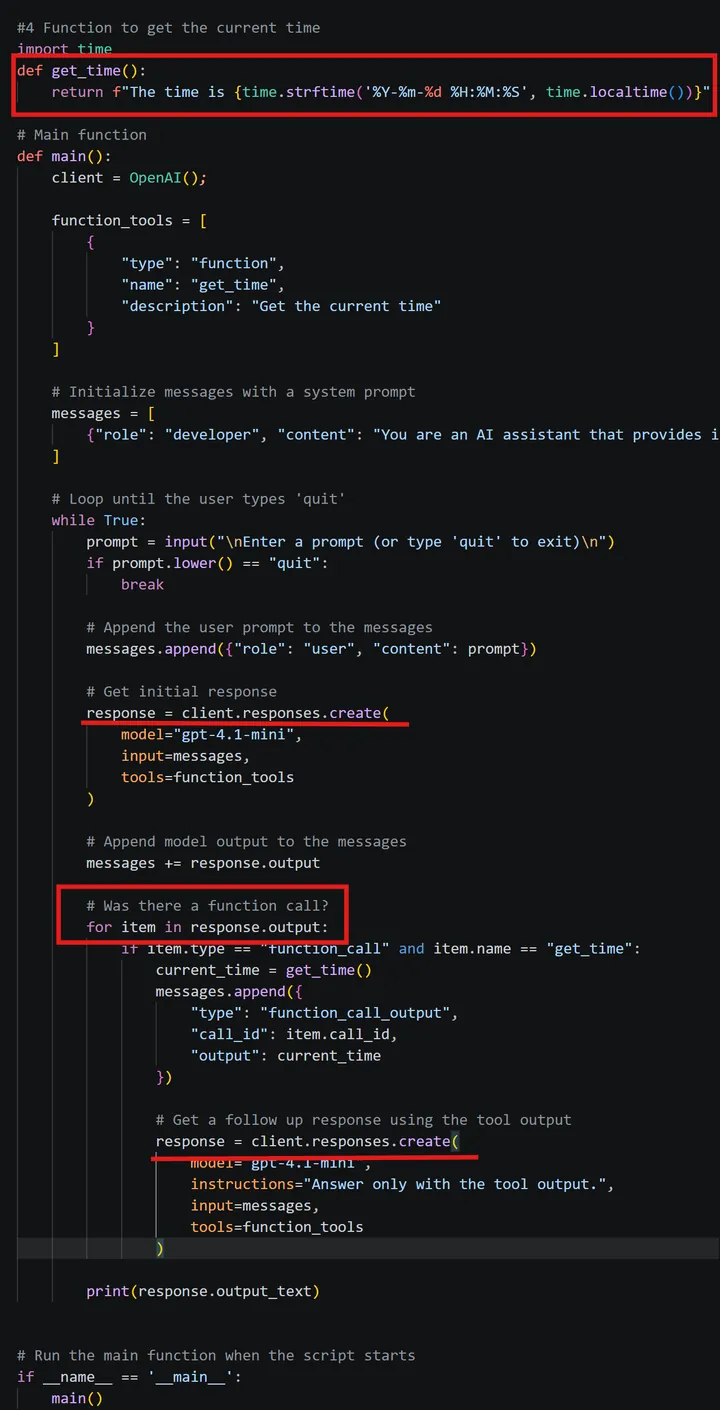 #4 Function to get the current time
import time
def get_time():
    return f"The time is {time.strftime('%Y-%m-%d %H:%M:%S', time.localtime())}"
# Main function
def main():
    client = OpenAI();
    function_tools = [
        {
            "type": "function",
            "name": "get_time",
            "description": "Get the current time"
        }
    ]
    # Initialize messages with a system prompt
    messages = [
        {"role": "developer", "content": "You are an AI assistant that provides i
    ]
    # Loop until the user types 'quit'
    while True:
        prompt = input("\nEnter a prompt (or type 'quit' to exit)\n")
        if prompt.lower() == "quit":
            break
        # Append the user prompt to the messages
        messages.append({"role": "user", "content": prompt})
        # Get initial response
        response = client.responses.create(
            model="gpt-4.1-mini",
            input=messages,
            tools=function_tools
        )
        # Append model output to the messages
        messages += response.output
        # Was there a function call?
        for item in response.output:
            if item.type == "function_call" and item.name == "get_time":
                current_time = get_time()
                messages.append({
                    "type": "function_call_output",
                    "call_id": item.call_id,
                    "output": current_time
                })
                # Get a follow up response using the tool output
                response = client.responses.create(
                    model="gpt-4.1-mini",
                    instructions="Answer only with the tool output.",
                    input=messages,
                    tools=function_tools
                )
        print(response.output_text)
# Run the main function when the script starts
if __name__ == '__main__':
    main()